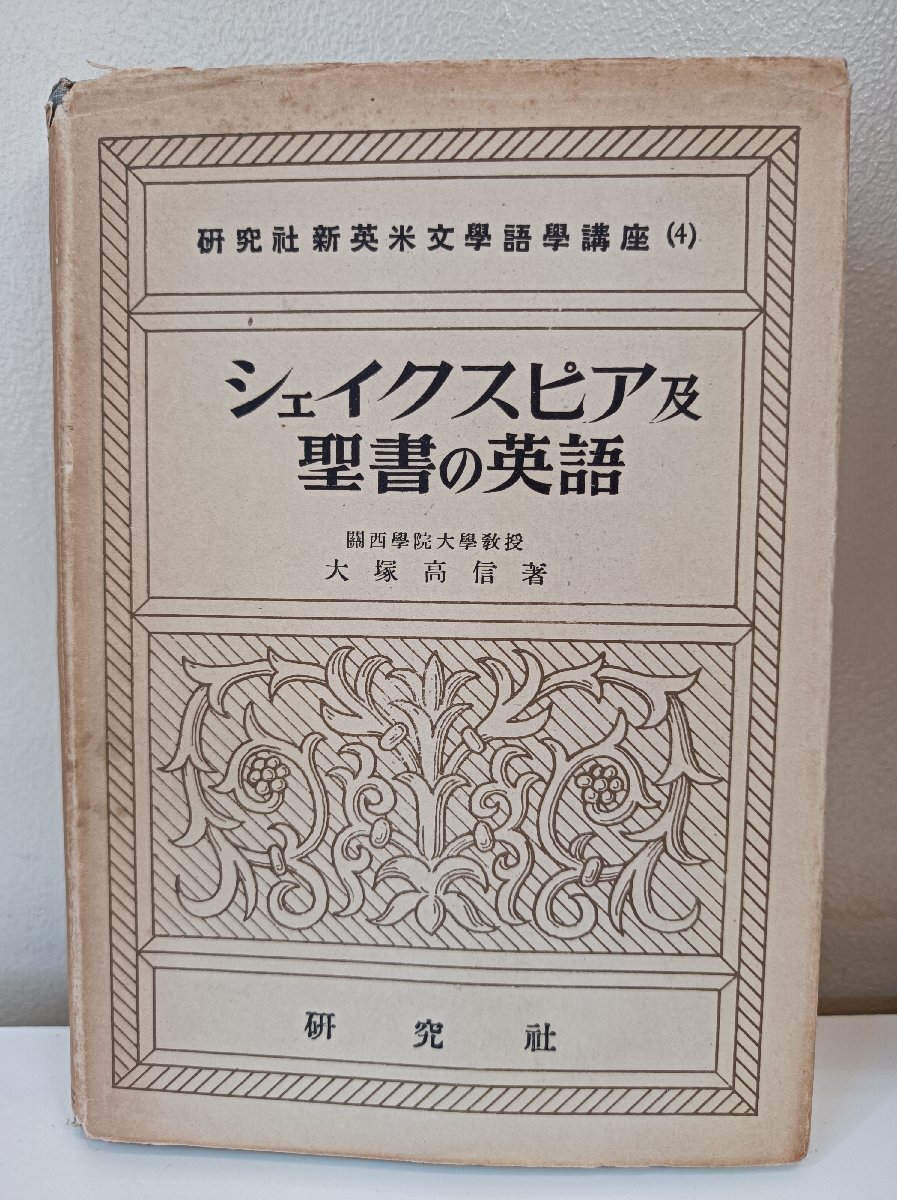 研究社新英米文學語學講座(4)
シェイクスピア及
聖書の英語
關西學院大學敎授
大塚高信著
研究社